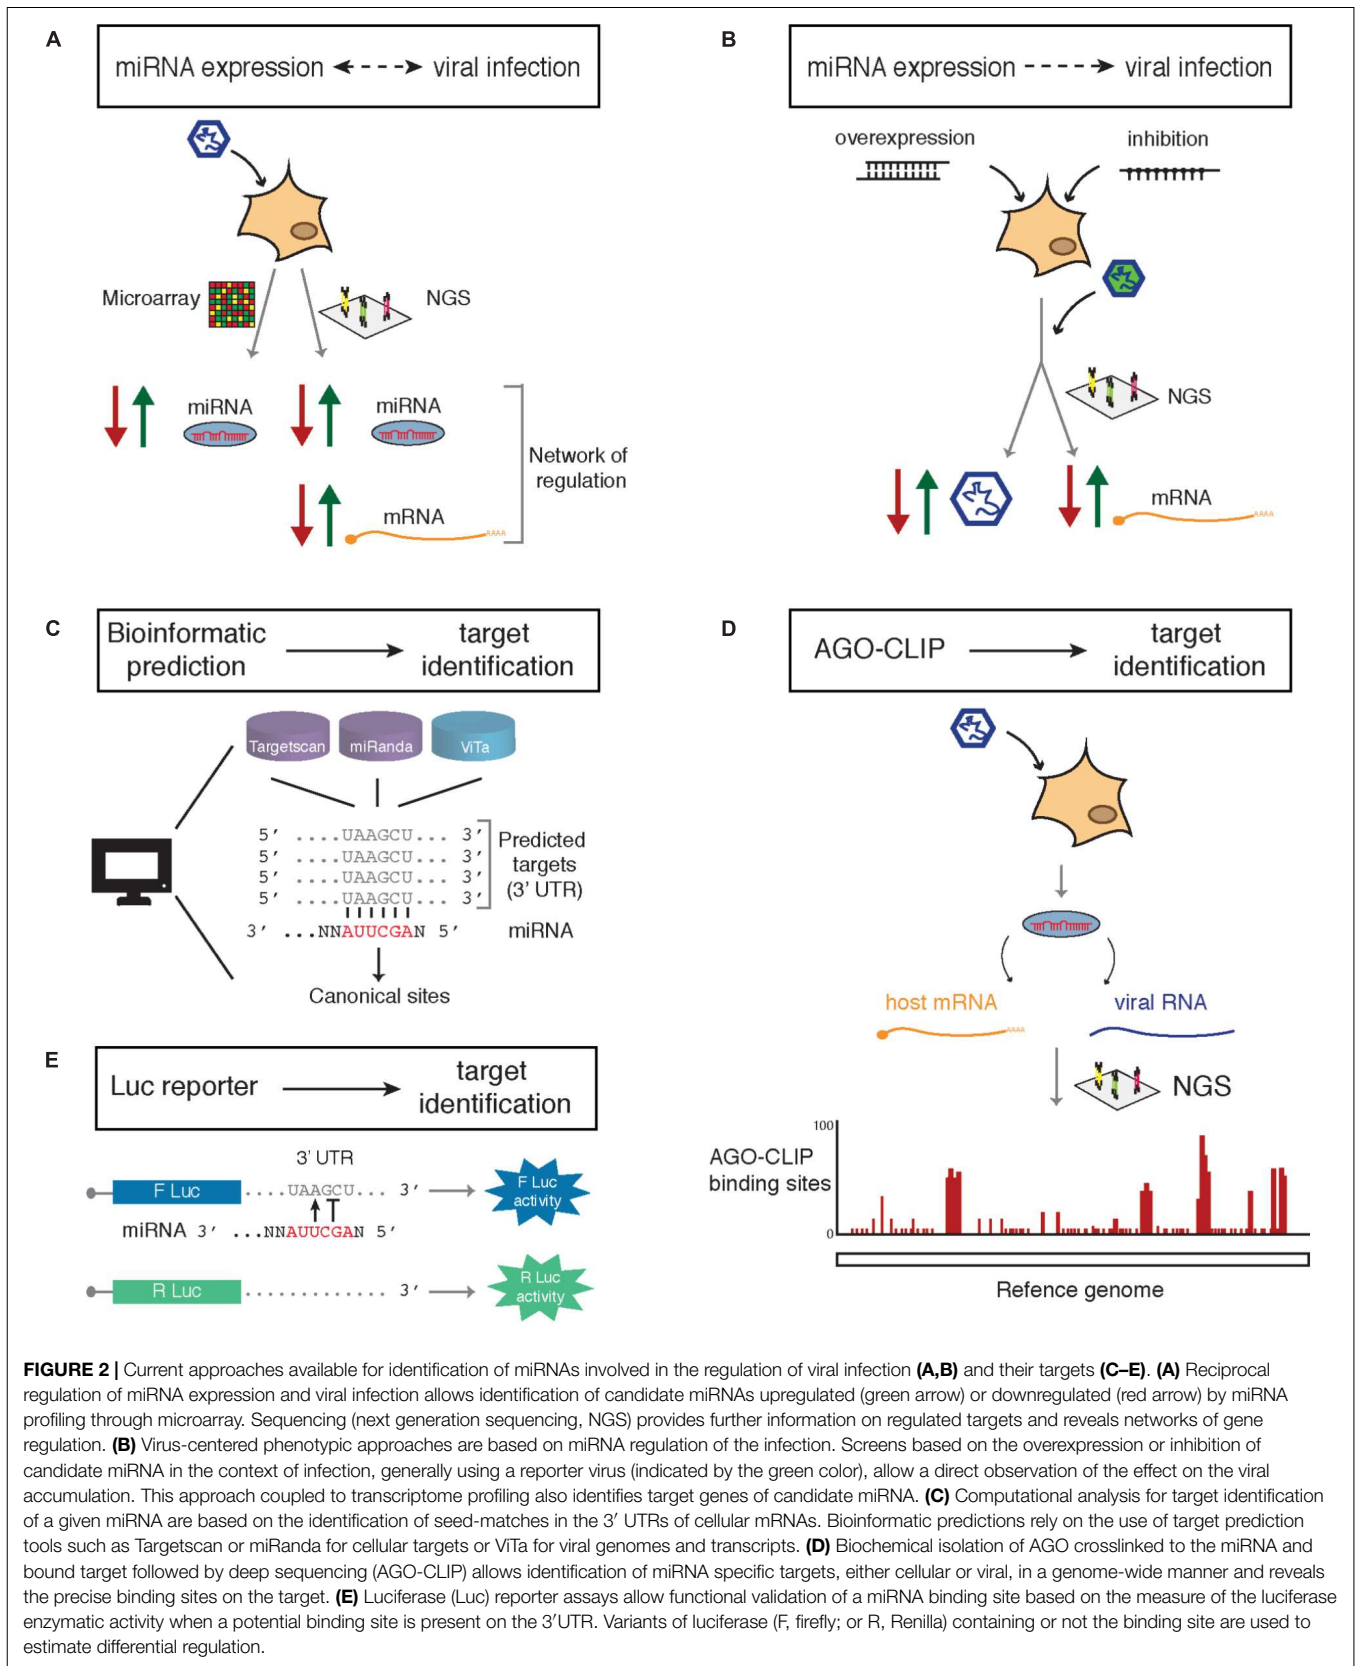 A
miRNA expression viral infection
Microarray
NGS
miRNA
miRNA
mRNA
AAAA
Network of
regulation
B
miRNA expression viral infection
overexpression
inhibition
NGS
mRNA
AAAA
C
Bioinformatic
prediction
target
identification
Targetscan
miRanda
ViTa
5′ ....UAAGCU... 3′
5′ ....UAAGCU... 3′
5′ ....UAAGCU... 3′
5′ ....UAAGCU... 3′
Predicted
targets
(3' UTR)
3′ ...NNAUUCGAN 5′
miRNA
Canonical sites
D
AGO-CLIP
target
identification
host mRNA
AAAA
viral RNA
NGS
AGO-CLIP
binding sites
100
0
Refence genome
E
Luc reporter
target
identification
3' UTR
F Luc ....UAAGCU... 3′
F Luc
activity
miRNA 3′ ...NNAUUCGAN 5′
R Luc ............. 3′
R Luc
activity
FIGURE 2 | Current approaches available for identification of miRNAs involved in the regulation of viral infection (A,B) and their targets (C–E). (A) Reciprocal
regulation of miRNA expression and viral infection allows identification of candidate miRNAs upregulated (green arrow) or downregulated (red arrow) by miRNA
profiling through microarray. Sequencing (next generation sequencing, NGS) provides further information on regulated targets and reveals networks of gene
regulation. (B) Virus-centered phenotypic approaches are based on miRNA regulation of the infection. Screens based on the overexpression or inhibition of
candidate miRNA in the context of infection, generally using a reporter virus (indicated by the green color), allow a direct observation of the effect on the viral
accumulation. This approach coupled to transcriptome profiling also identifies target genes of candidate miRNA. (C) Computational analysis for target identification
of a given miRNA are based on the identification of seed-matches in the 3′ UTRs of cellular mRNAs. Bioinformatic predictions rely on the use of target prediction
tools such as Targetscan or miRanda for cellular targets or ViTa for viral genomes and transcripts. (D) Biochemical isolation of AGO crosslinked to the miRNA and
bound target followed by deep sequencing (AGO-CLIP) allows identification of miRNA specific targets, either cellular or viral, in a genome-wide manner and reveals
the precise binding sites on the target. (E) Luciferase (Luc) reporter assays allow functional validation of a miRNA binding site based on the measure of the luciferase
enzymatic activity when a potential binding site is present on the 3′UTR. Variants of luciferase (F, firefly; or R, Renilla) containing or not the binding site are used to
estimate differential regulation.